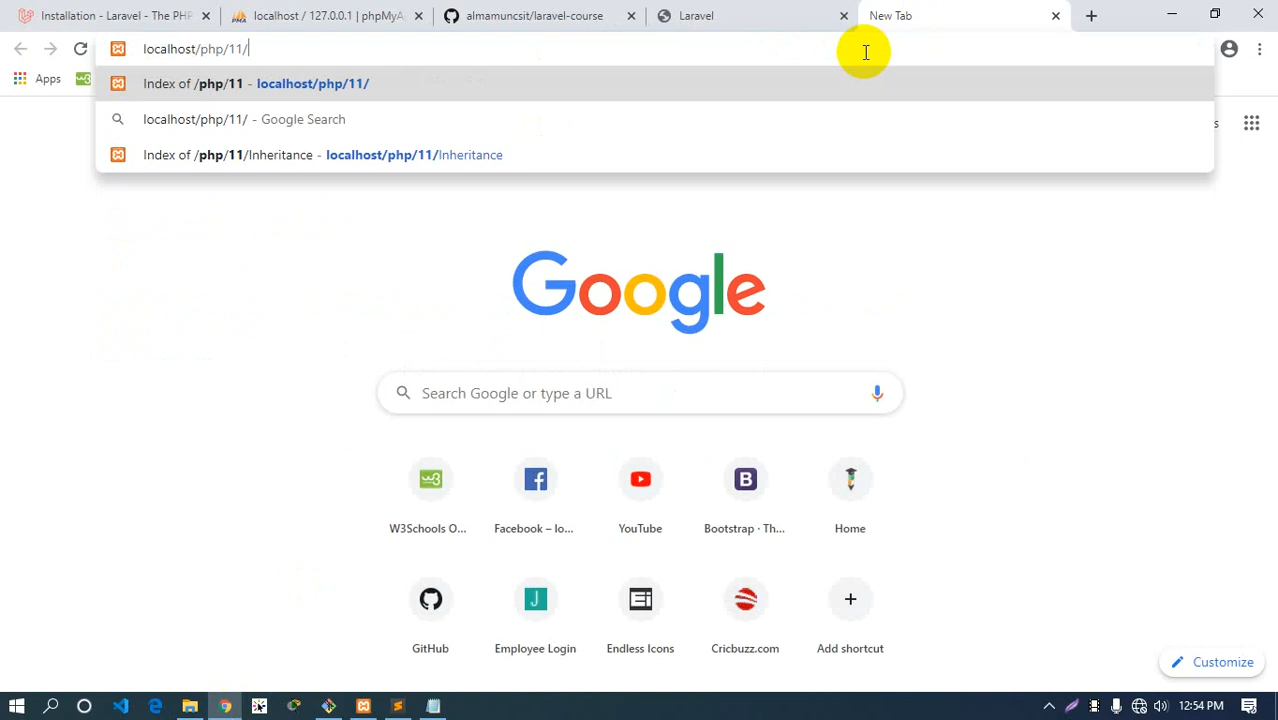 Installation - Laravel - The PHP
localhost / 127.0.0.1 | phpMyA
almamuncsit/laravel-course
Laravel
New Tab
localhost/php/11/
Apps
Index of /php/11 - localhost/php/11/
localhost/php/11/ - Google Search
Index of /php/11/Inheritance - localhost/php/11/Inheritance
s
Google
Search Google or type a URL
W3Schools O...
Facebook – lo...
YouTube
Bootstrap · Th...
Home
GitHub
Employee Login
Endless Icons
Cricbuzz.com
Add shortcut
Customize
12:54 PM